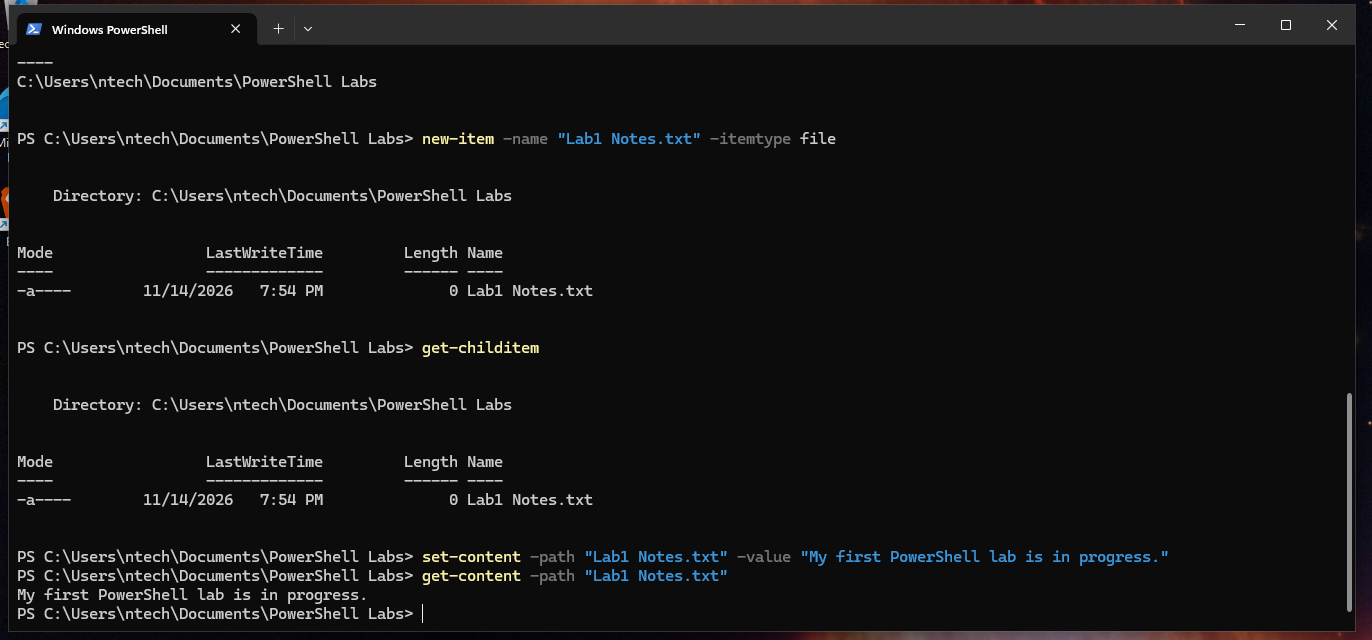 Windows PowerShell
----
C:\Users\ntech\Documents\PowerShell Labs
PS C:\Users\ntech\Documents\PowerShell Labs> new-item -name "Lab1 Notes.txt" -itemtype file
Directory: C:\Users\ntech\Documents\PowerShell Labs
Mode                 LastWriteTime         Length Name
----                 -------------         ------ ----
-a----        11/14/2026   7:54 PM              0 Lab1 Notes.txt
PS C:\Users\ntech\Documents\PowerShell Labs> get-childitem
Directory: C:\Users\ntech\Documents\PowerShell Labs
Mode                 LastWriteTime         Length Name
----                 -------------         ------ ----
-a----        11/14/2026   7:54 PM              0 Lab1 Notes.txt
PS C:\Users\ntech\Documents\PowerShell Labs> set-content -path "Lab1 Notes.txt" -value "My first PowerShell lab is in progress."
PS C:\Users\ntech\Documents\PowerShell Labs> get-content -path "Lab1 Notes.txt"
My first PowerShell lab is in progress.
PS C:\Users\ntech\Documents\PowerShell Labs>